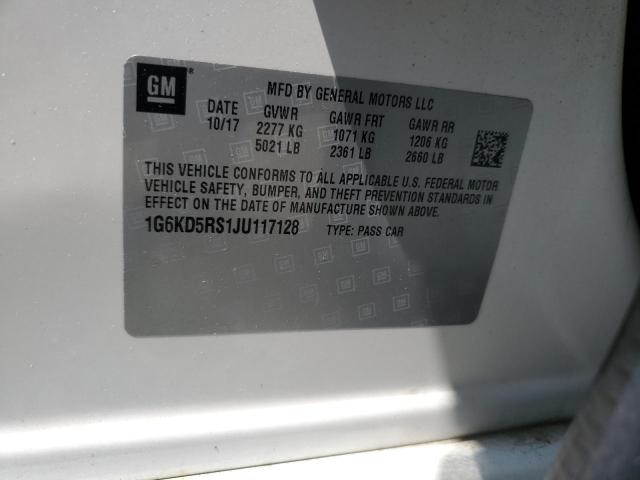 GM ®
MFD BY GENERAL MOTORS LLC
DATE GVWR GAWR FRT GAWR RR
10/17 2277 KG 1071 KG 1206 KG
5021 LB 2361 LB 2660 LB
THIS VEHICLE CONFORMS TO ALL APPLICABLE U.S. FEDERAL MOTOR
VEHICLE SAFETY, BUMPER, AND THEFT PREVENTION STANDARDS IN
EFFECT ON THE DATE OF MANUFACTURE SHOWN ABOVE.
1G6KD5RS1JU117128 TYPE: PASS CAR